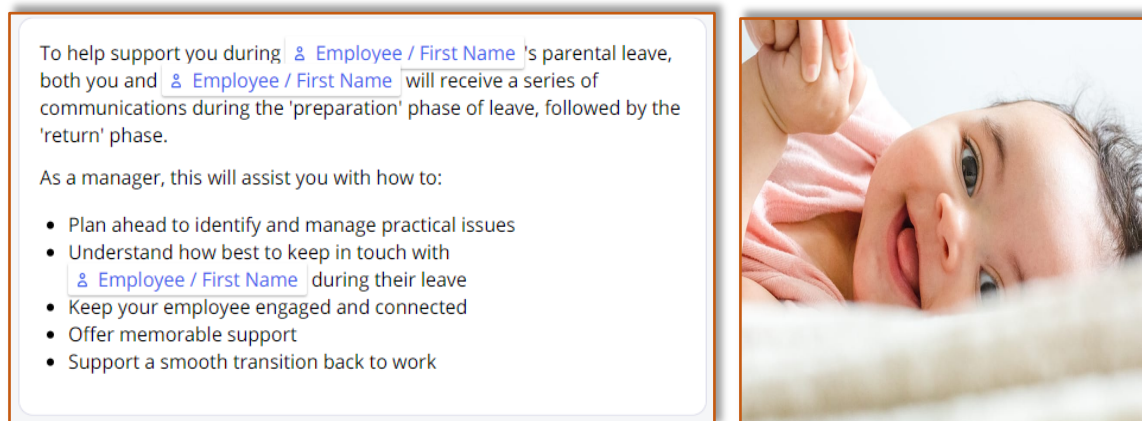 To help support you during Employee / First Name 's parental leave,
both you and Employee / First Name will receive a series of
communications during the 'preparation' phase of leave, followed by the
'return' phase.
As a manager, this will assist you with how to:
• Plan ahead to identify and manage practical issues
• Understand how best to keep in touch with
Employee / First Name during their leave
• Keep your employee engaged and connected
• Offer memorable support
• Support a smooth transition back to work